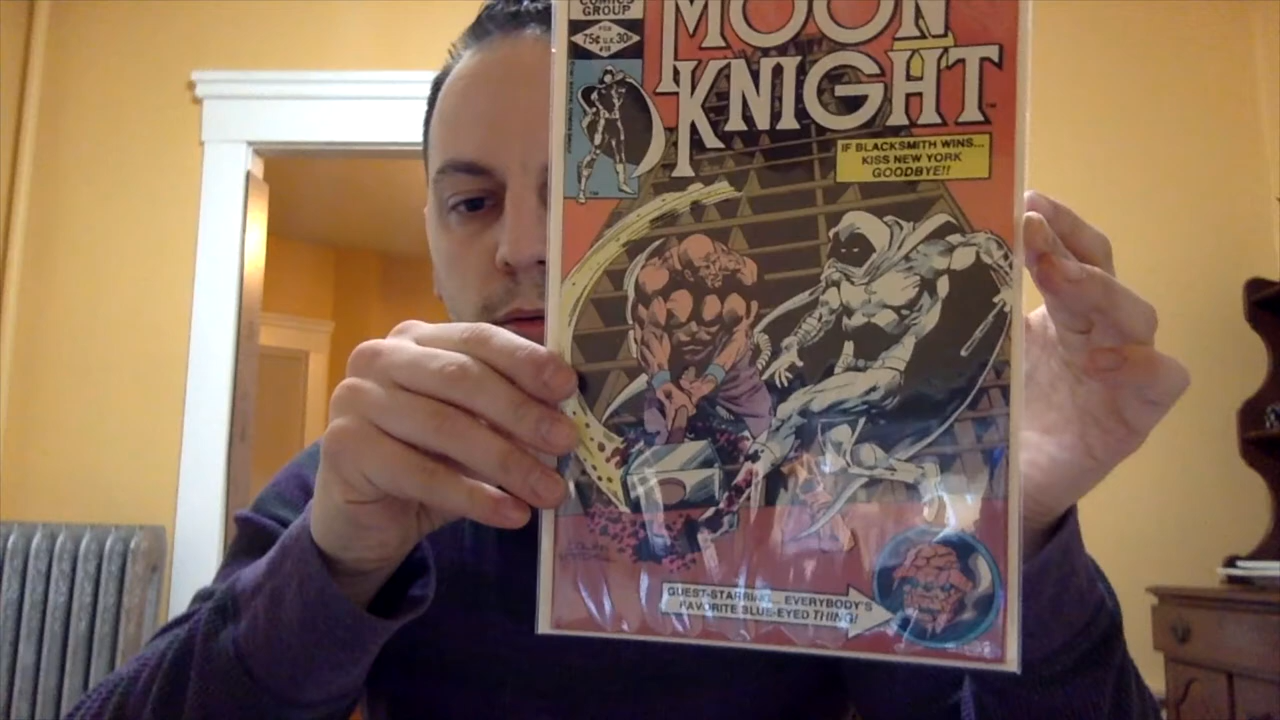 COMICS
GROUP
75¢ U.K. 30p
MOON
KNIGHT
IF BLACKSMITH WINS...
KISS NEW YORK
GOODBYE!!
GUEST-STARRING... EVERYBODY'S
FAVORITE BLUE-EYED THING!